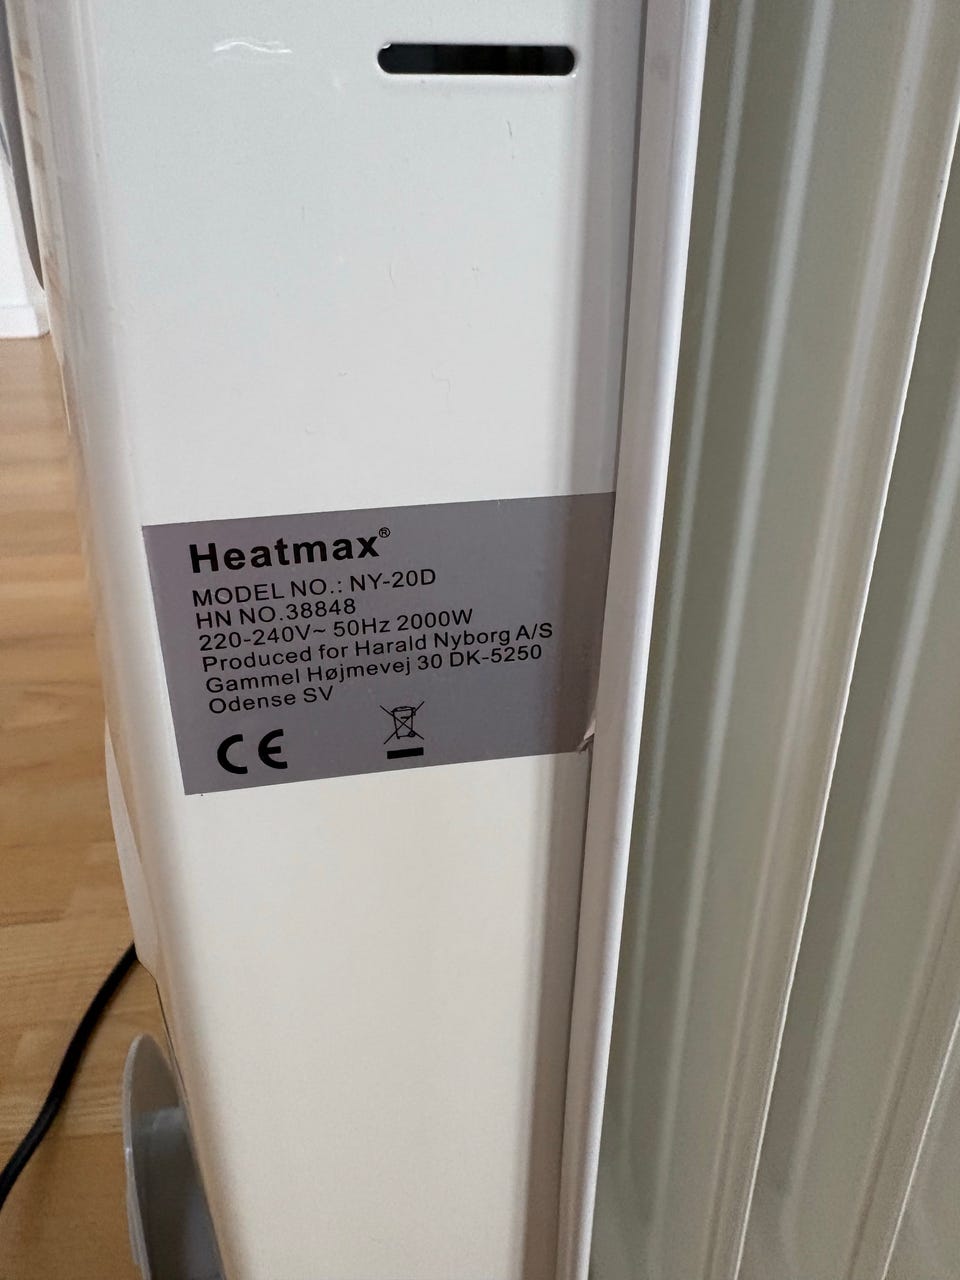 Heatmax®
MODEL NO.: NY-20D
HN NO.38848
220-240V~ 50Hz 2000W
Produced for Harald Nyborg A/S
Gammel Højmevej 30 DK-5250
Odense SV
CE